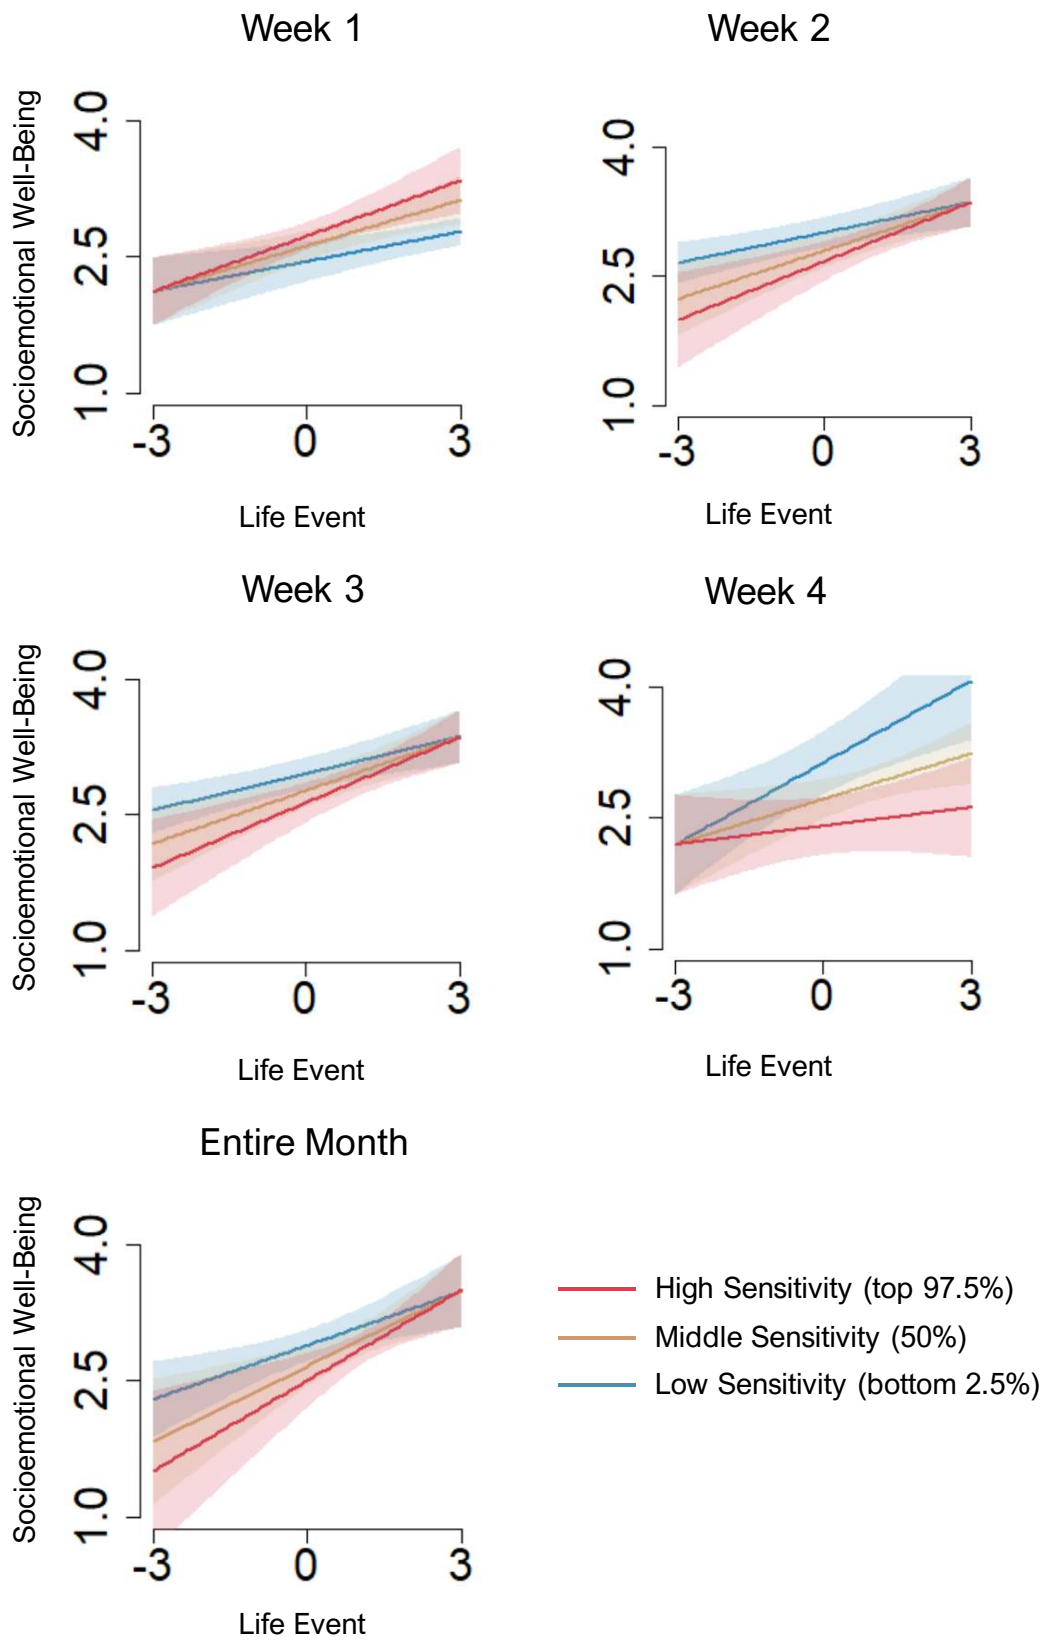 Week 1
Week 2
Socioemotional Well-Being
4.0
2.5
1.0
-3 0 3
Life Event
4.0
2.5
1.0
-3 0 3
Life Event
Week 3
Week 4
Socioemotional Well-Being
4.0
2.5
1.0
-3 0 3
Life Event
4.0
2.5
1.0
-3 0 3
Life Event
Entire Month
Socioemotional Well-Being
4.0
2.5
1.0
-3 0 3
Life Event
High Sensitivity (top 97.5%)
Middle Sensitivity (50%)
Low Sensitivity (bottom 2.5%)